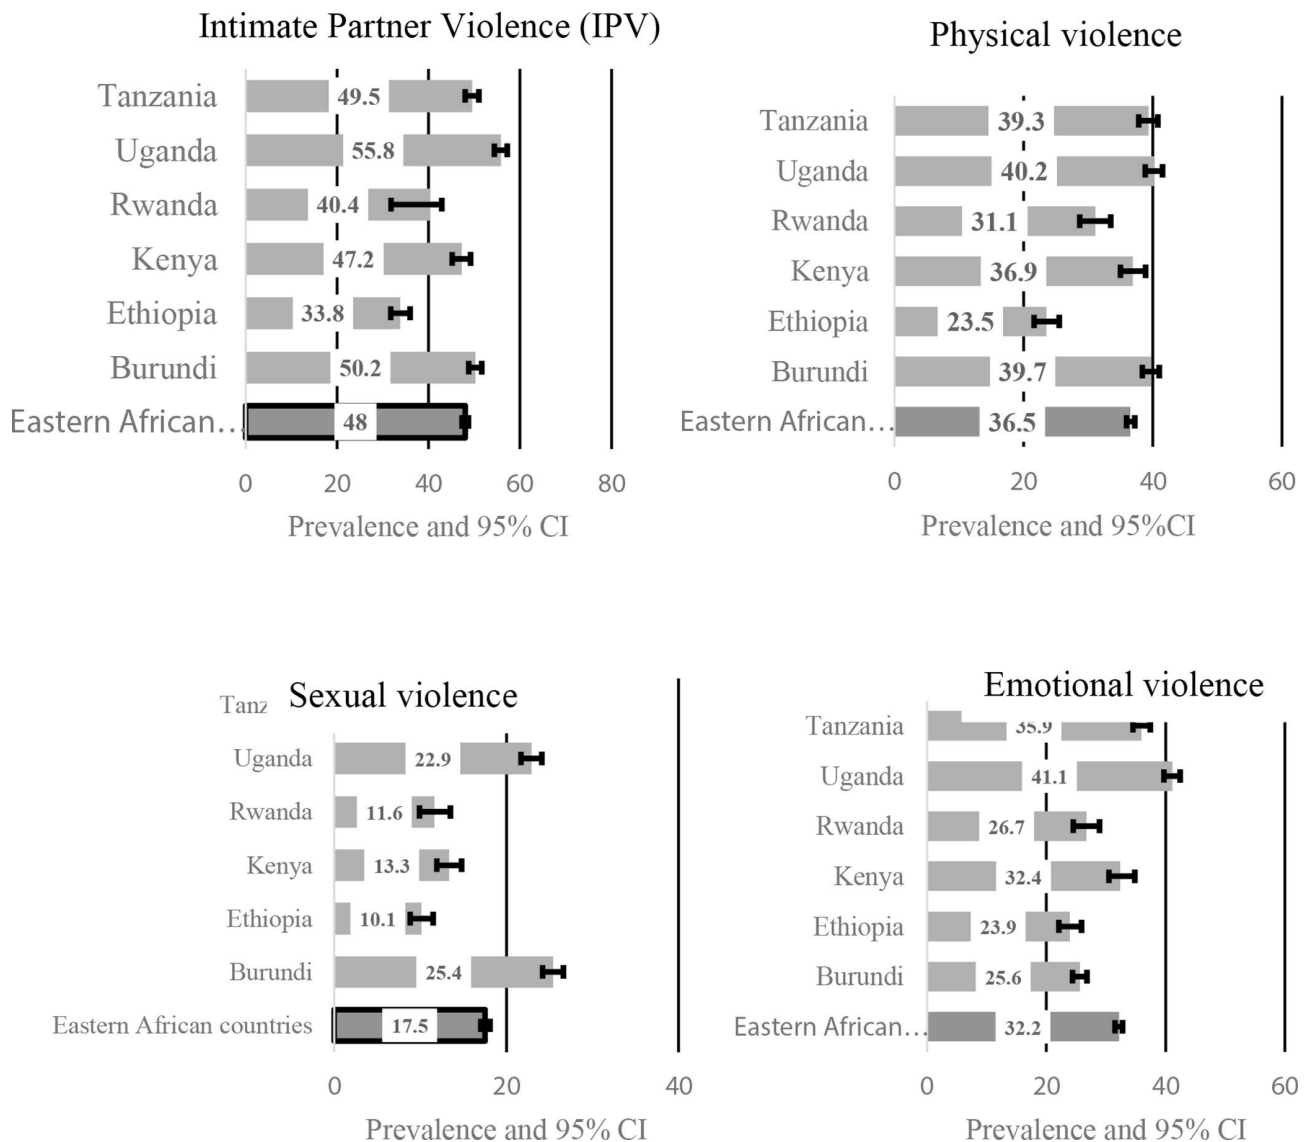 Intimate Partner Violence (IPV)
Tanzania
49.5
Uganda
55.8
Rwanda
40.4
Kenya
47.2
Ethiopia
33.8
Burundi
50.2
Eastern African…
48
0 20 40 60 80
Prevalence and 95% CI
Physical violence
Tanzania
39.3
Uganda
40.2
Rwanda
31.1
Kenya
36.9
Ethiopia
23.5
Burundi
39.7
Eastern African…
36.5
0 20 40 60
Prevalence and 95%CI
Sexual violence
Uganda
22.9
Rwanda
11.6
Kenya
13.3
Ethiopia
10.1
Burundi
25.4
Eastern African countries
17.5
0 20 40
Prevalence and 95% CI
Emotional violence
Tanzania
35.9
Uganda
41.1
Rwanda
26.7
Kenya
32.4
Ethiopia
23.9
Burundi
25.6
Eastern African…
32.2
0 20 40 60
Prevalence and 95% CI